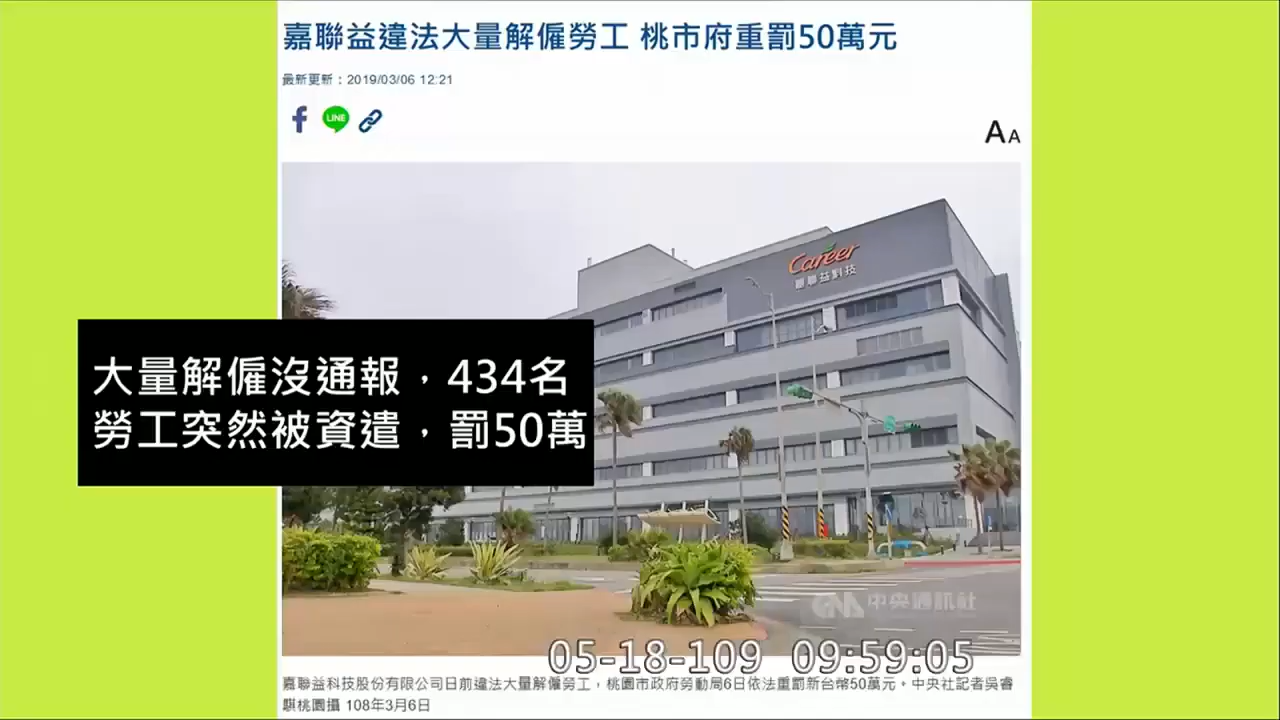 嘉聯益違法大量解僱勞工 桃市府重罰50萬元
最新更新：2019/03/06 12:21
LINE
AA
Career
嘉聯益科技
大量解僱沒通報，434名
勞工突然被資遣，罰50萬
CNA 中央通訊社
05-18-109 09:59:05
嘉聯益科技股份有限公司日前違法大量解僱勞工，桃園市政府勞動局6日依法重罰新台幣50萬元。中央社記者吳睿
騏桃園攝 108年3月6日